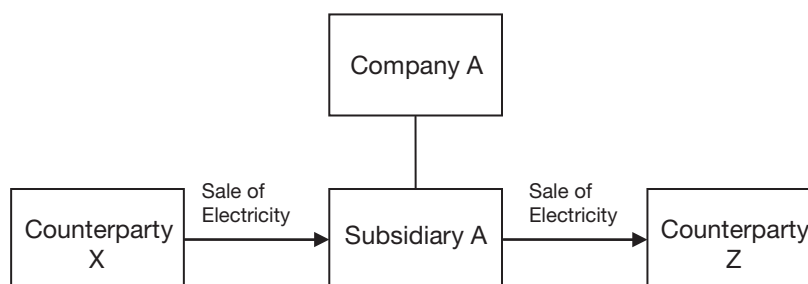 Company A
Sale of
Electricity
Sale of
Electricity
Counterparty
X
Subsidiary A
Counterparty
Z